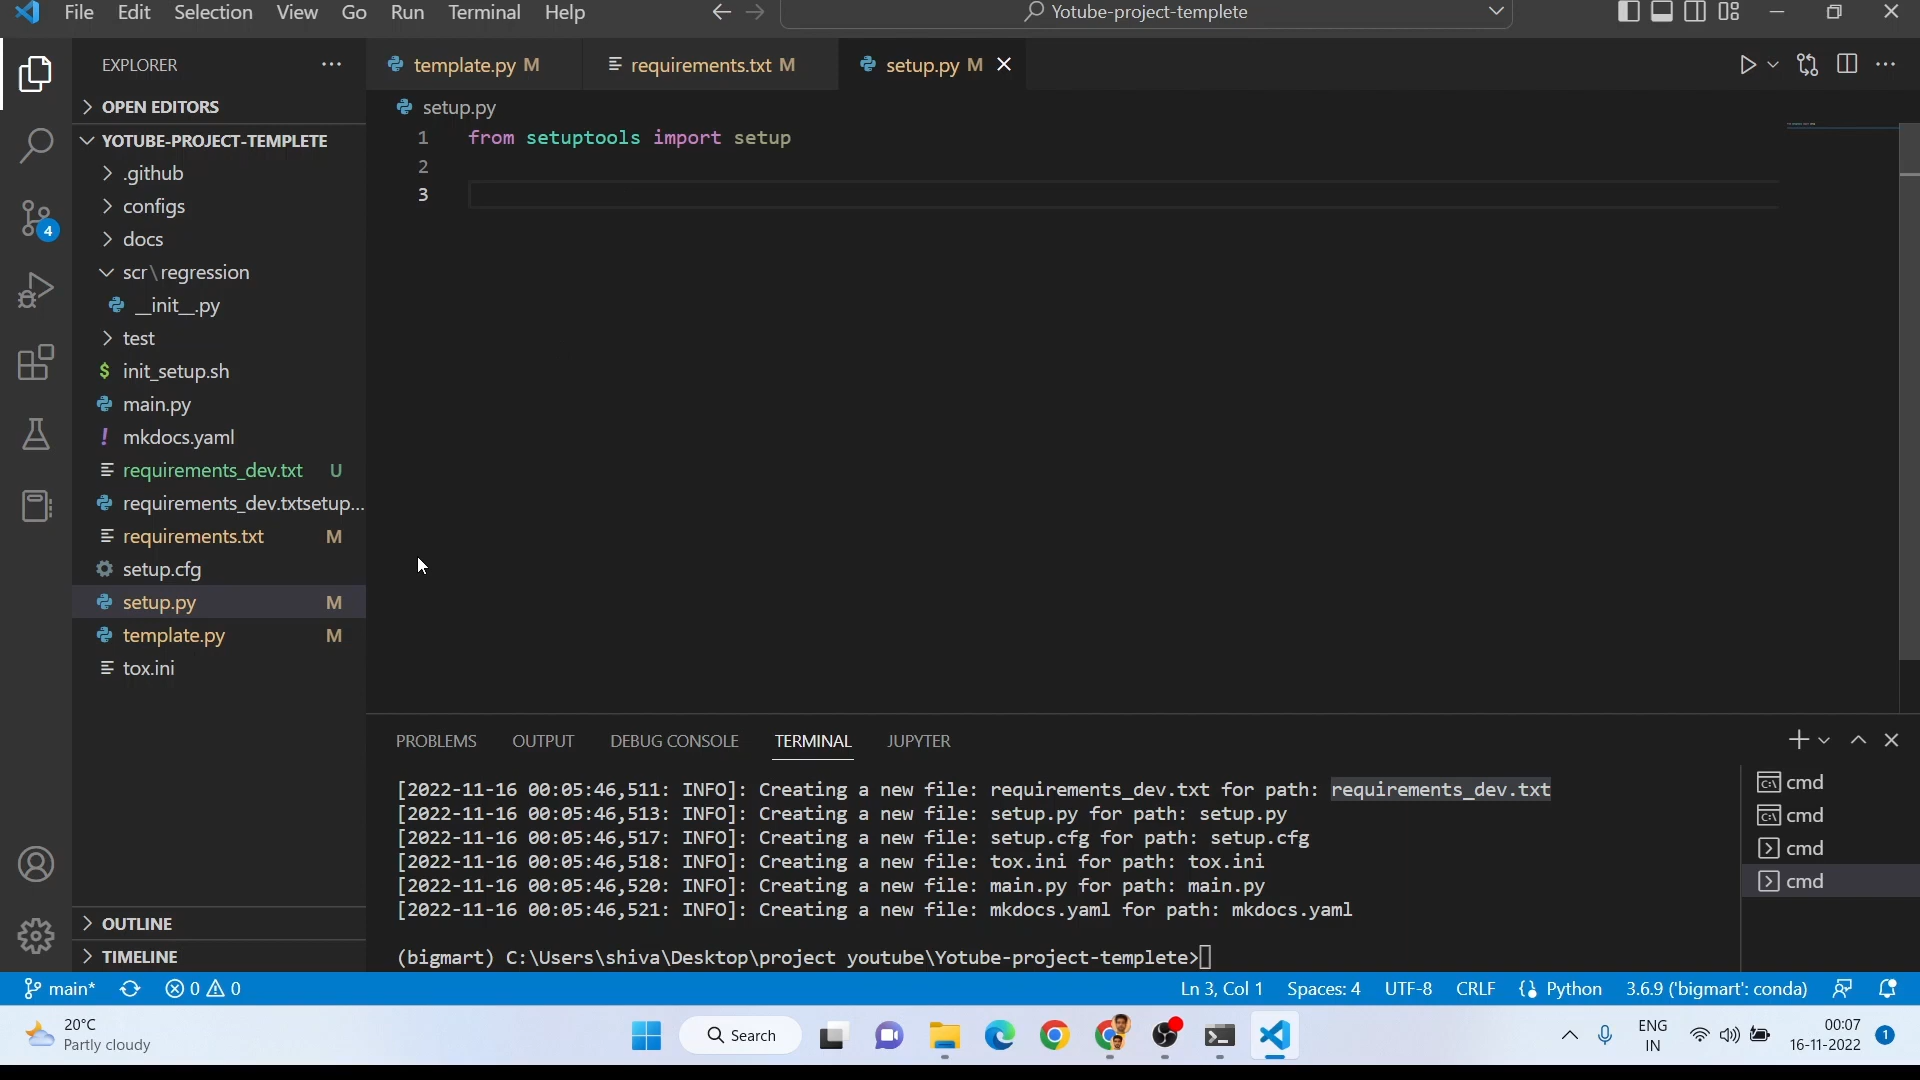 File Edit Selection View Go Run Terminal Help
Yotube-project-templete
EXPLORER
template.py M
requirements.txt M
setup.py M
OPEN EDITORS
YOTUBE-PROJECT-TEMPLETE
.github
configs
docs
scr\regression
__init__.py
test
init_setup.sh
main.py
mkdocs.yaml
requirements_dev.txt U
requirements_dev.txtsetup...
requirements.txt M
setup.cfg
setup.py M
template.py M
tox.ini
OUTLINE
TIMELINE
4
setup.py
1 from setuptools import setup
2
3
PROBLEMS OUTPUT DEBUG CONSOLE TERMINAL JUPYTER
[2022-11-16 00:05:46,511: INFO]: Creating a new file: requirements_dev.txt for path: requirements_dev.txt
[2022-11-16 00:05:46,513: INFO]: Creating a new file: setup.py for path: setup.py
[2022-11-16 00:05:46,517: INFO]: Creating a new file: setup.cfg for path: setup.cfg
[2022-11-16 00:05:46,518: INFO]: Creating a new file: tox.ini for path: tox.ini
[2022-11-16 00:05:46,520: INFO]: Creating a new file: main.py for path: main.py
[2022-11-16 00:05:46,521: INFO]: Creating a new file: mkdocs.yaml for path: mkdocs.yaml
(bigmart) C:\Users\shiva\Desktop\project youtube\Yotube-project-templete>
cmd
cmd
cmd
cmd
main* 0 0 Ln 3, Col 1 Spaces: 4 UTF-8 CRLF Python 3.6.9 ('bigmart': conda)
20°C
Partly cloudy
Search
ENG
IN
00:07
16-11-2022
1